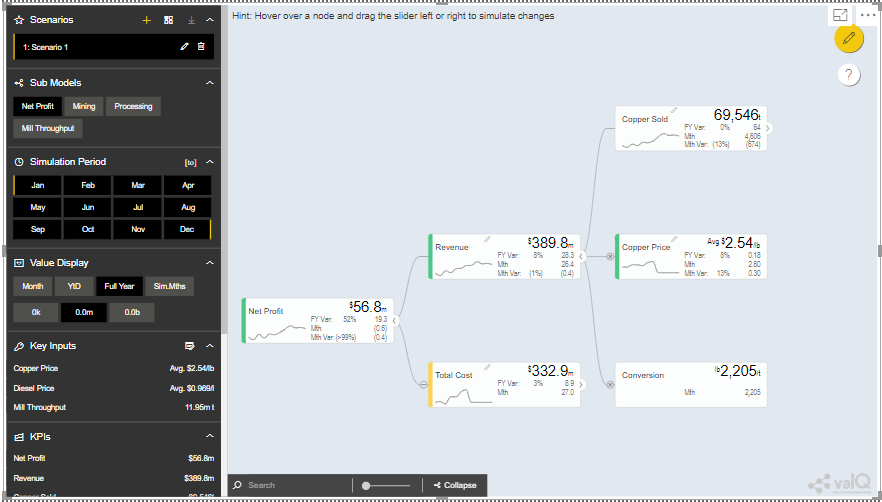 Scenarios
1: Scenario 1
Sub Models
Net Profit Mining Processing
Mill Throughput
Simulation Period [to]
Jan Feb Mar Apr
May Jun Jul Aug
Sep Oct Nov Dec
Value Display
Month YtD Full Year Sim.Mths
0k 0.0m 0.0b
Key Inputs
Copper Price Avg. $2.54/lb
Diesel Price Avg. $0.969/l
Mill Throughput 11.95m t
KPIs
Net Profit $56.8m
Revenue $389.8m
Hint: Hover over a node and drag the slider left or right to simulate changes
?
Copper Sold 69,546t
FY Var: 0% 64
Mth 4,606
Mth Var: (13%) (674)
Revenue $389.8m
FY Var: 8% 28.3
Mth 26.4
Mth Var: (1%) (0.4)
Copper Price Avg $2.54/lb
FY Var: 8% 0.18
Mth 2.60
Mth Var: 13% 0.30
Net Profit $56.8m
FY Var: 52% 19.3
Mth (0.6)
Mth Var: (>99%) (0.4)
Total Cost $332.9m
FY Var: 3% 8.9
Mth 27.0
Conversion lb2,205/t
Mth 2,205
Search
Collapse
valQ